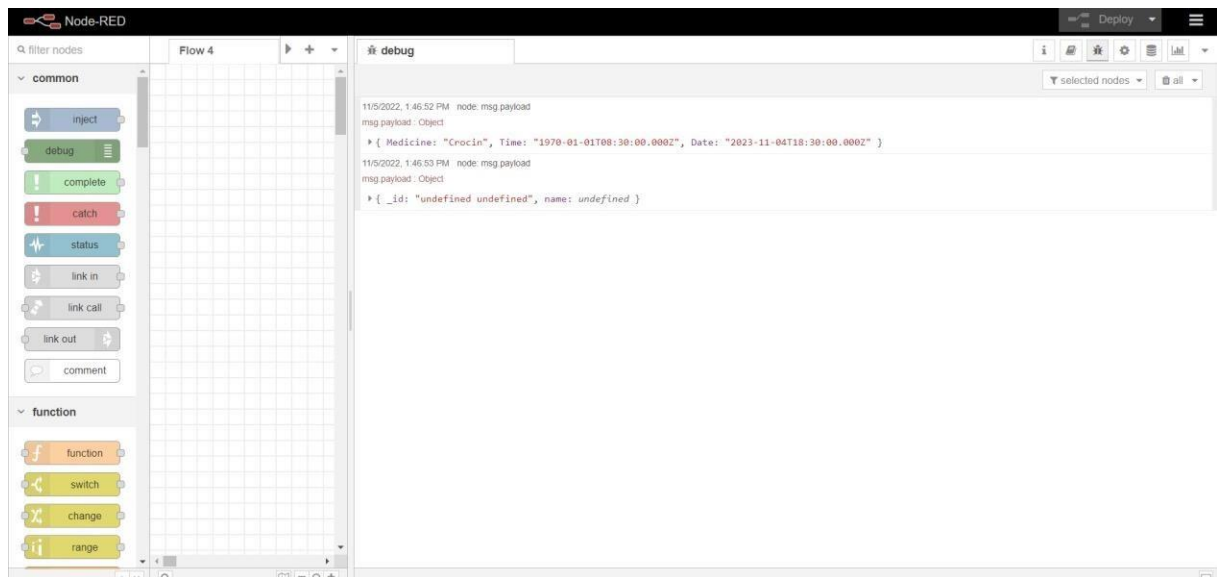 Node-RED
Deploy
filter nodes
Flow 4
debug
i
common
selected nodes
all
inject
debug
complete
catch
status
link in
link call
link out
comment
function
function
switch
change
range
11/5/2022, 1:46:52 PM node: msg.payload
msg.payload : Object
{ Medicine: "Crocin", Time: "1970-01-01T08:30:00.000Z", Date: "2023-11-04T18:30:00.000Z" }
11/5/2022, 1:46:53 PM node: msg.payload
msg.payload : Object
{ _id: "undefined undefined", name: undefined }